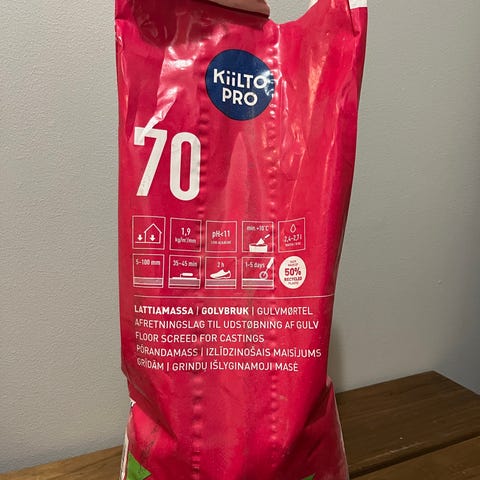 KiiLTO
PRO
70
1,9
kg/m²/mm
pH<11
min +10°C
2,4–2,7 l
5–100 mm
35–45 min
2 h
1–5 days
50%
RECYCLED
PLASTIC
LATTIAMASSA | GOLVBRUK | GULVMØRTEL
AFRETNINGSLAG TIL UDSTØBNING AF GULV
FLOOR SCREED FOR CASTINGS
PÕRANDAMASS | IZLĪDZINOŠAIS MAISĪJUMS
GRĪDĀM | GRINDŲ IŠLYGINAMOJI MASĖ